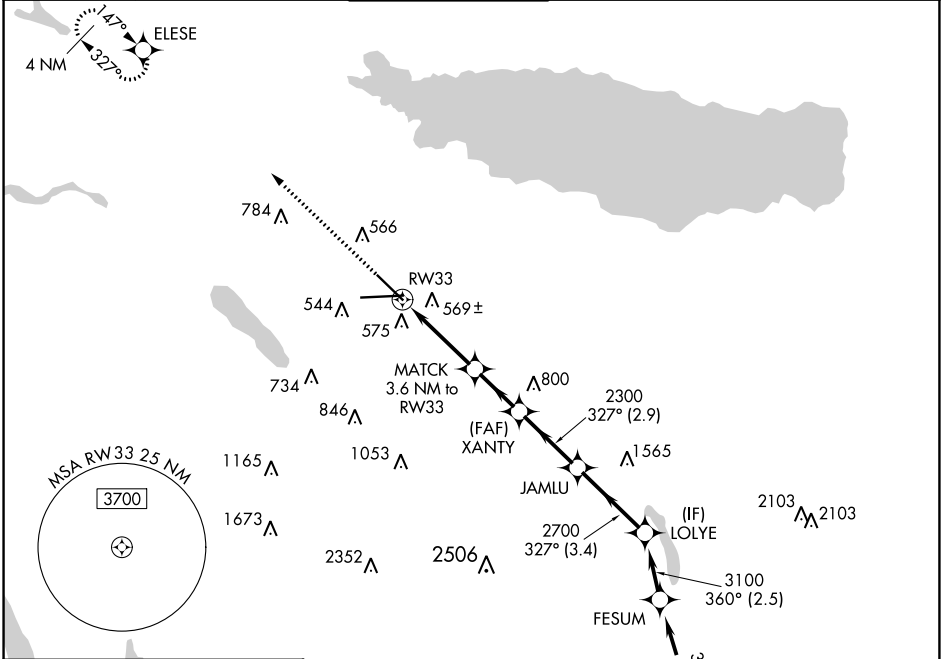 147°
ELESE
4 NM
327°
784
566
RW33
544
569±
575
MATCK
3.6 NM to
RW33
800
734
2300
327° (2.9)
846
(FAF)
XANTY
1053
1565
1165
JAMLU
MSA RW33 25 NM
3700
2103
2103
(IF)
LOLYE
1673
2700
327° (3.4)
2352
2506
3100
360° (2.5)
FESUM